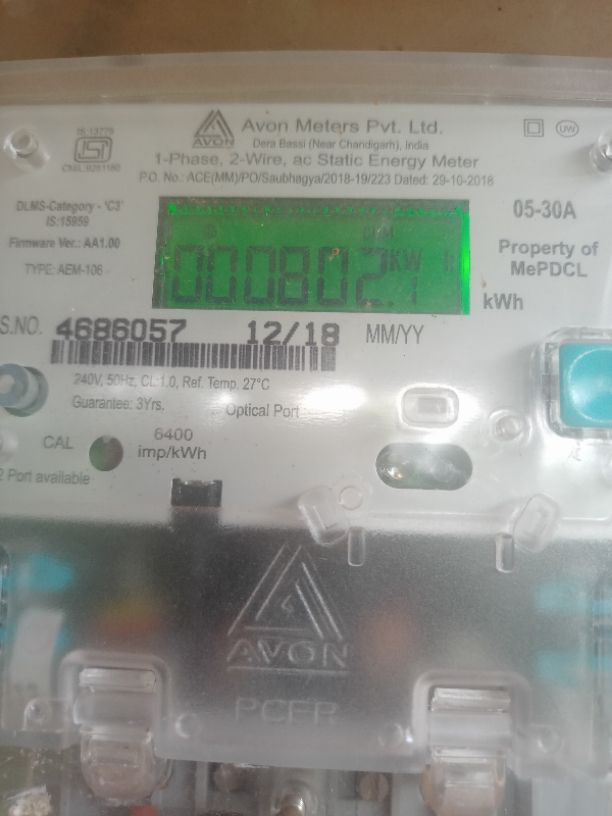 IS:13779
Avon Meters Pvt. Ltd.
AVON
UW
Dera Bassi (Near Chandigarh), India
1-Phase, 2-Wire, ac Static Energy Meter
P.O. No.: ACE(MM)/PO/Saubhagya/2018-19/223 Dated: 29-10-2018
DLMS-Category - 'C3'
IS:15959
Firmware Ver.: AA1.00
TYPE: AEM-106
05-30A
Property of
MePDCL
000802.1 KW
kWh
S.NO. 4686057 12/18 MM/YY
240V, 50Hz, CL:1.0, Ref. Temp. 27°C
Guarantee: 3Yrs.
Optical Port
CAL
6400
imp/kWh
Port available
AVON